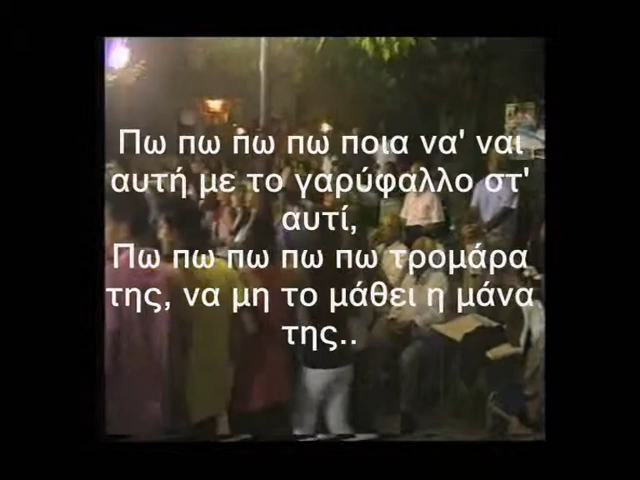 Πω πω πω πω ποια να' ναι
αυτή με το γαρύφαλλο στ'
αυτί,
Πω πω πω πω πω τρομάρα
της, να μη το μάθει η μάνα
της..